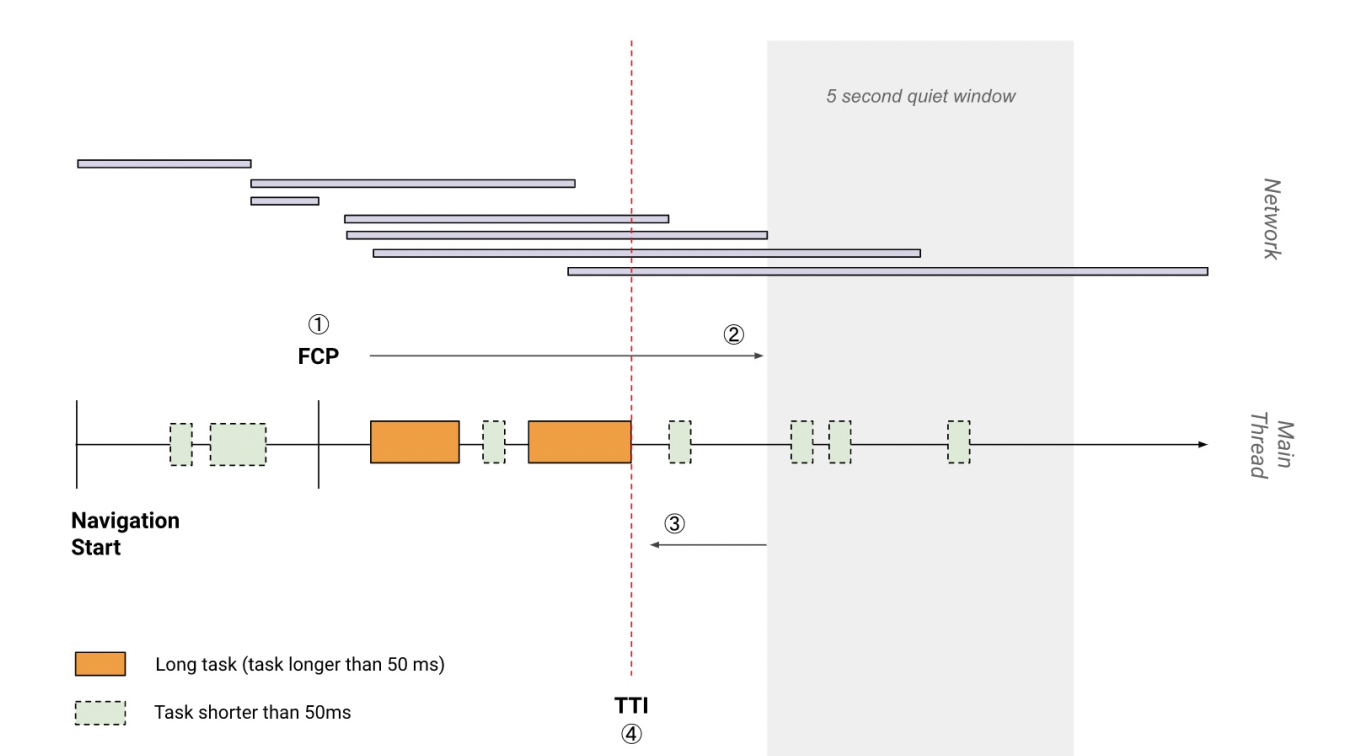 5 second quiet window
Network
①
FCP
②
Main
Thread
Navigation
Start
③
Long task (task longer than 50 ms)
Task shorter than 50ms
TTI
④